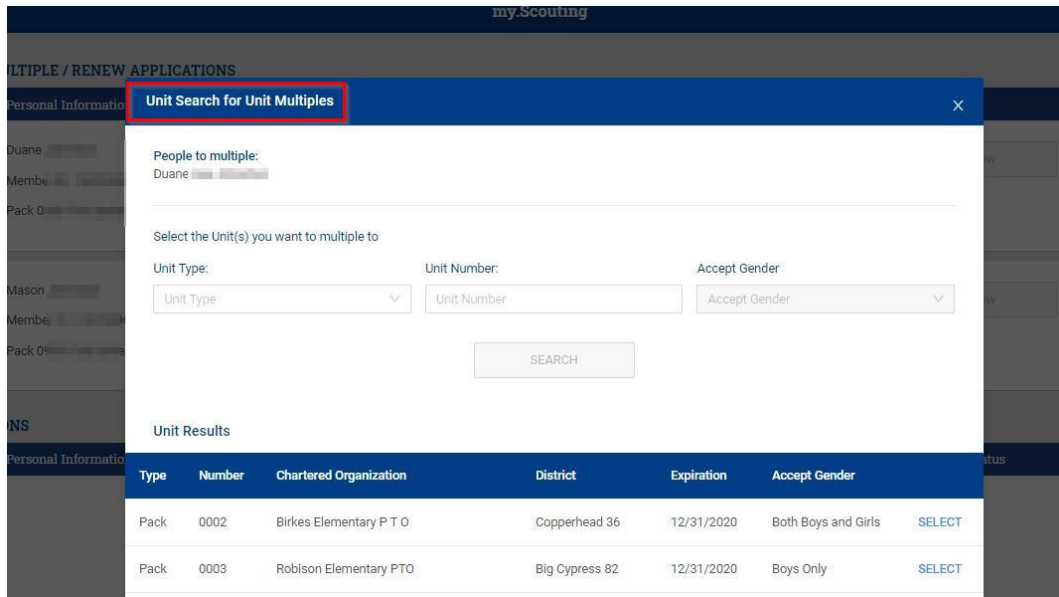 my.Scouting
LTIPLE / RENEW APPLICATIONS
Personal Informatio
Unit Search for Unit Multiples
Duane
Membe
Pack 0
People to multiple:
Duane
Select the Unit(s) you want to multiple to
Unit Type: Unit Number: Accept Gender
Unit Type Unit Number Accept Gender
Mason
Membe
Pack 09
SEARCH
NS
Unit Results
Personal Informatio
tus
Type Number Chartered Organization District Expiration Accept Gender
Pack 0002 Birkes Elementary P T O Copperhead 36 12/31/2020 Both Boys and Girls SELECT
Pack 0003 Robison Elementary PTO Big Cypress 82 12/31/2020 Boys Only SELECT